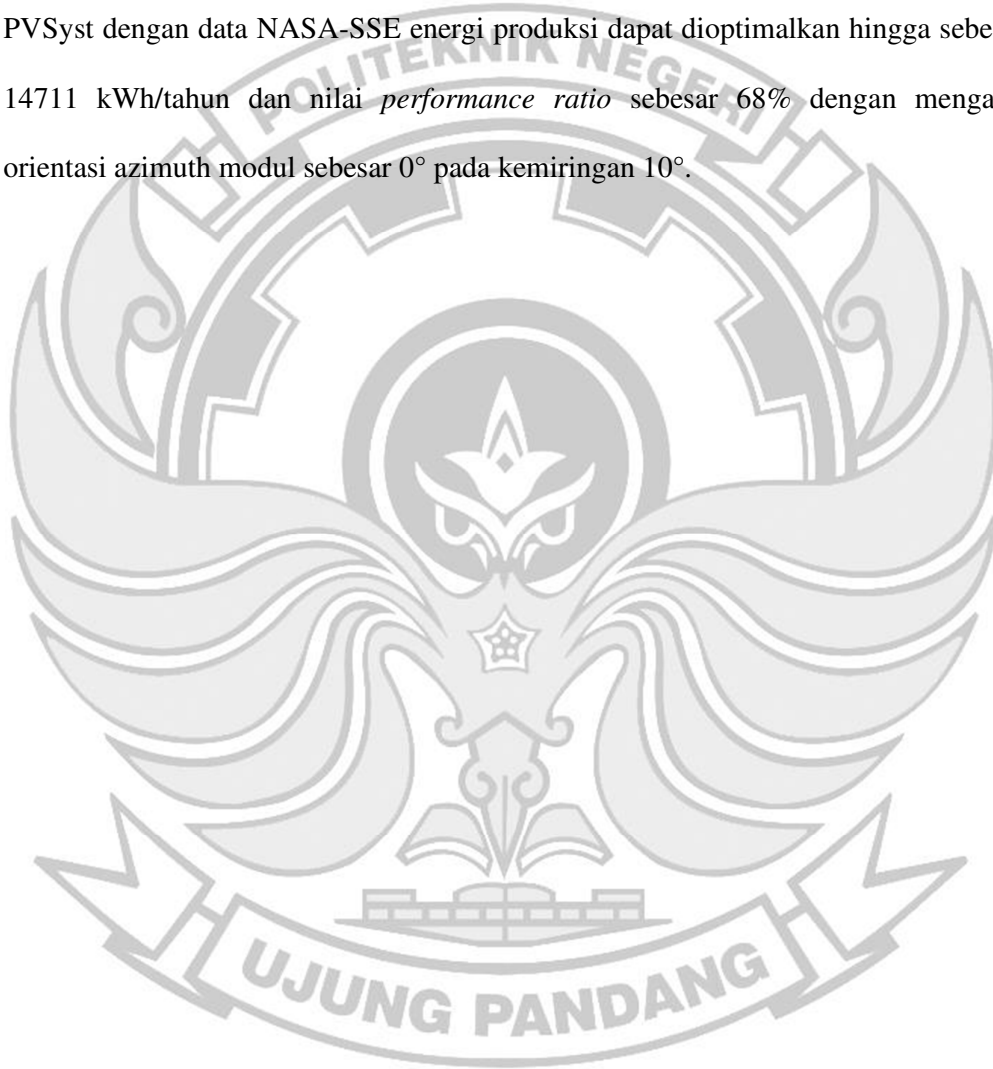 PVSyst dengan data NASA-SSE energi produksi dapat dioptimalkan hingga sebe
14711 kWh/tahun dan nilai performance ratio sebesar 68% dengan menga
orientasi azimuth modul sebesar 0° pada kemiringan 10°.
POLITEKNIK NEGERI
UJUNG PANDANG